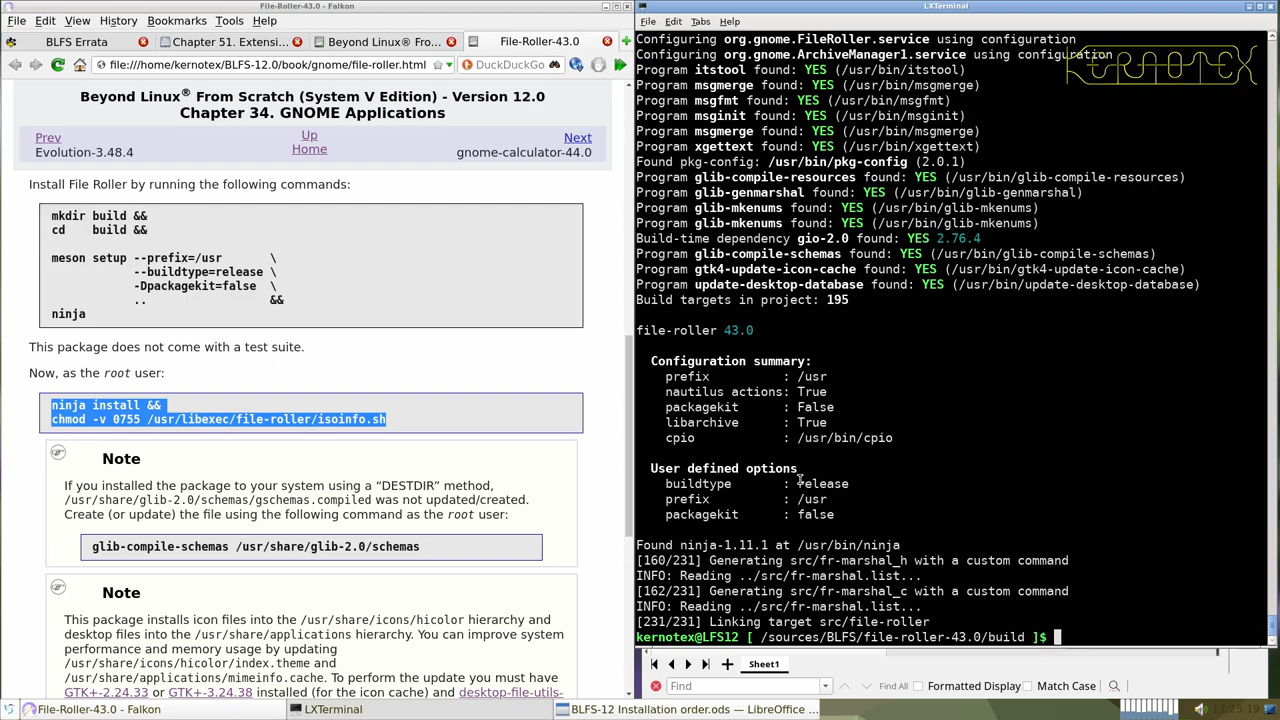 File-Roller-43.0 - Falkon
File Edit View History Bookmarks Tools Help
BLFS Errata
Chapter 51. Extensi...
Beyond Linux® Fro...
File-Roller-43.0
file:///home/kernotex/BLFS-12.0/book/gnome/file-roller.html
DuckDuckGo
Beyond Linux® From Scratch (System V Edition) - Version 12.0
Chapter 34. GNOME Applications
Prev Up Next
Evolution-3.48.4 Home gnome-calculator-44.0
Install File Roller by running the following commands:
mkdir build &&
cd    build &&
meson setup --prefix=/usr       \
--buildtype=release \
-Dpackagekit=false  \
..                  &&
ninja
This package does not come with a test suite.
Now, as the root user:
ninja install &&
chmod -v 0755 /usr/libexec/file-roller/isoinfo.sh
Note
If you installed the package to your system using a “DESTDIR” method,
/usr/share/glib-2.0/schemas/gschemas.compiled was not updated/created.
Create (or update) the file using the following command as the root user:
glib-compile-schemas /usr/share/glib-2.0/schemas
Note
This package installs icon files into the /usr/share/icons/hicolor hierarchy and
desktop files into the /usr/share/applications hierarchy. You can improve system
performance and memory usage by updating
/usr/share/icons/hicolor/index.theme and
/usr/share/applications/mimeinfo.cache. To perform the update you must have
GTK+-2.24.33 or GTK+-3.24.38 installed (for the icon cache) and desktop-file-utils-
LXTerminal
File Edit Tabs Help
Configuring org.gnome.FileRoller.service using configuration
Configuring org.gnome.ArchiveManager1.service using configuration
KERNOTEX
Program itstool found: YES (/usr/bin/itstool)
Program msgmerge found: YES (/usr/bin/msgmerge)
Program msgfmt found: YES (/usr/bin/msgfmt)
Program msginit found: YES (/usr/bin/msginit)
Program msgmerge found: YES (/usr/bin/msgmerge)
Program xgettext found: YES (/usr/bin/xgettext)
Found pkg-config: /usr/bin/pkg-config (2.0.1)
Program glib-compile-resources found: YES (/usr/bin/glib-compile-resources)
Program glib-genmarshal found: YES (/usr/bin/glib-genmarshal)
Program glib-mkenums found: YES (/usr/bin/glib-mkenums)
Program glib-mkenums found: YES (/usr/bin/glib-mkenums)
Build-time dependency gio-2.0 found: YES 2.76.4
Program glib-compile-schemas found: YES (/usr/bin/glib-compile-schemas)
Program gtk4-update-icon-cache found: YES (/usr/bin/gtk4-update-icon-cache)
Program update-desktop-database found: YES (/usr/bin/update-desktop-database)
Build targets in project: 195
file-roller 43.0
Configuration summary:
prefix          : /usr
nautilus actions: True
packagekit      : False
libarchive      : True
cpio            : /usr/bin/cpio
User defined options
buildtype       : release
prefix          : /usr
packagekit      : false
Found ninja-1.11.1 at /usr/bin/ninja
[160/231] Generating src/fr-marshal_h with a custom command
INFO: Reading ../src/fr-marshal.list...
[162/231] Generating src/fr-marshal_c with a custom command
INFO: Reading ../src/fr-marshal.list...
[231/231] Linking target src/file-roller
kernotex@LFS12 [ /sources/BLFS/file-roller-43.0/build ]$
Sheet1
Find Find All Formatted Display Match Case
File-Roller-43.0 - Falkon
LXTerminal
BLFS-12 Installation order.ods — LibreOffice ...
13:25:19